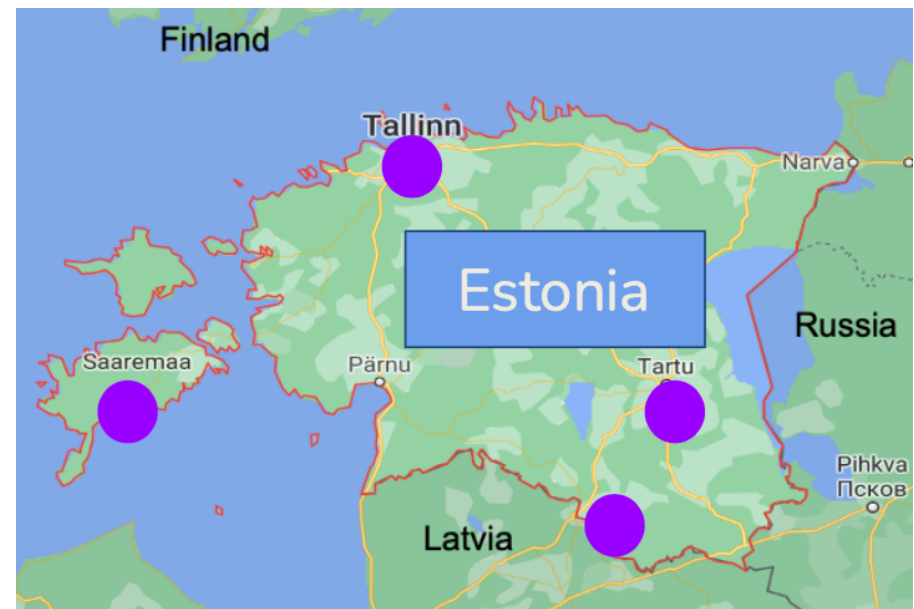 Finland
Tallinn
Narva
Estonia
Russia
Saaremaa
Pärnu
Tartu
Pihkva
Псков
Latvia